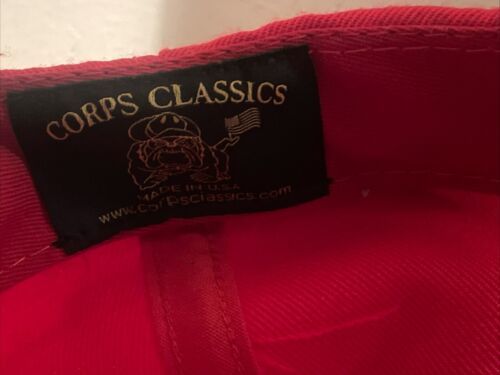 CORPS CLASSICS
MADE IN U.S.A
www.corpsclassics.com